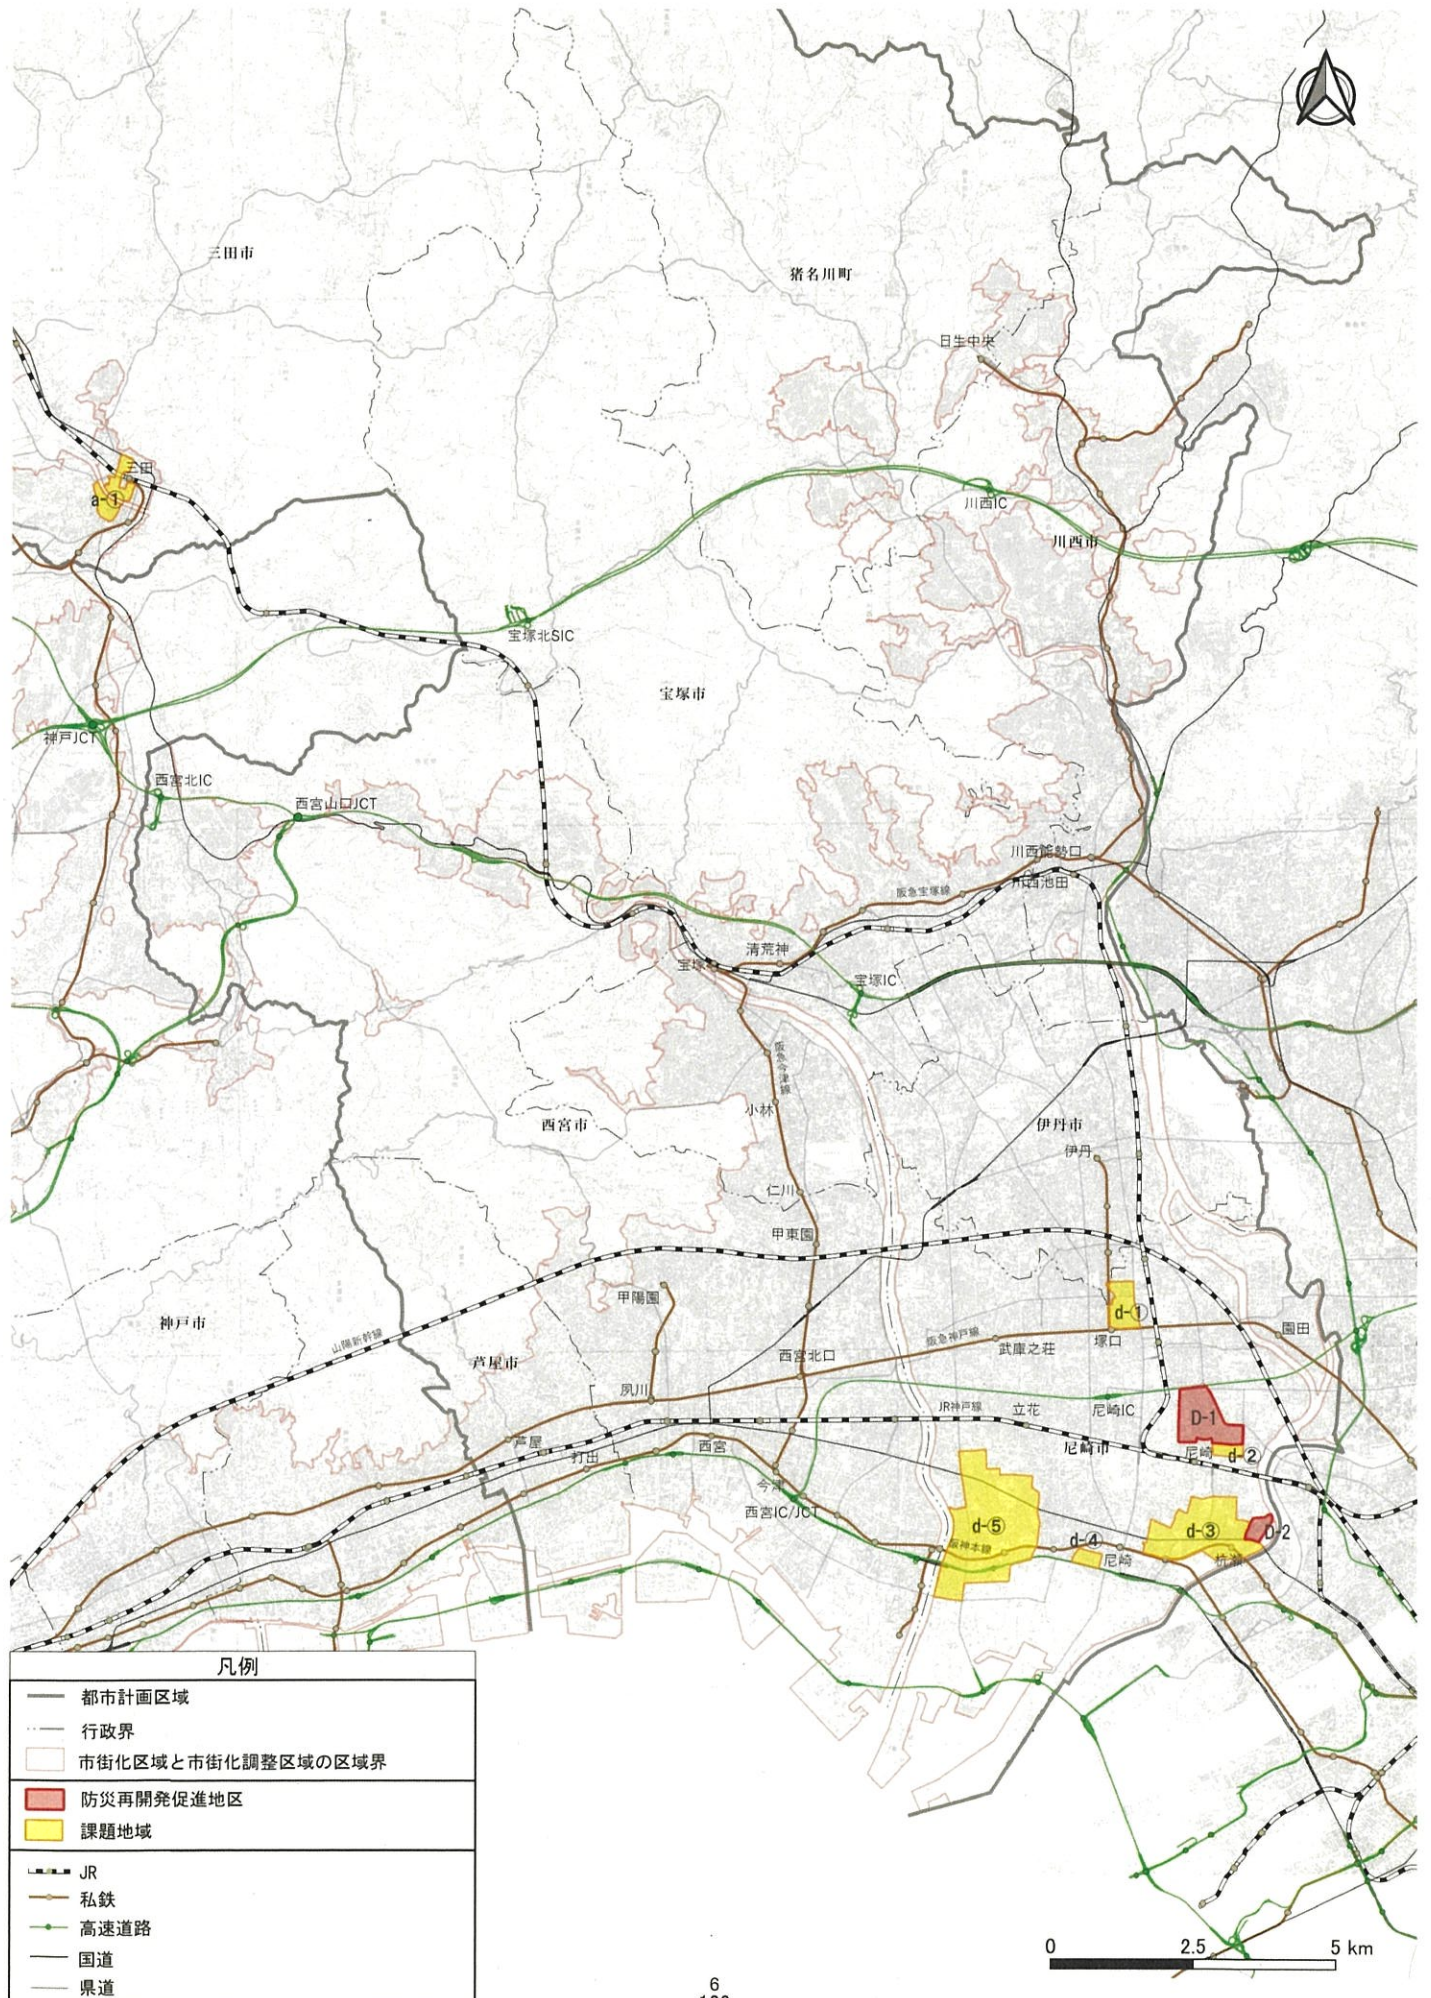 三田市
猪名川町
日生中央
三田
a-①
川西IC
川西市
宝塚北SIC
宝塚市
神戸JCT
西宮北IC
西宮山口JCT
川西能勢口
川西池田
阪急宝塚線
清荒神
宝塚
宝塚IC
阪急今津線
小林
西宮市
伊丹市
伊丹
仁川
甲東園
甲陽園
d-①
神戸市
山陽新幹線
芦屋市
西宮北口
阪急神戸線
武庫之荘
塚口
園田
夙川
JR神戸線
立花
尼崎IC
D-1
芦屋
打出
西宮
尼崎市
尼崎
d-②
今津
西宮IC/JCT
d-⑤
阪神本線
d-④
尼崎
d-③
D-2
杭瀬
凡例
都市計画区域
行政界
市街化区域と市街化調整区域の区域界
防災再開発促進地区
課題地域
JR
私鉄
高速道路
国道
県道
0 2.5 5 km
6